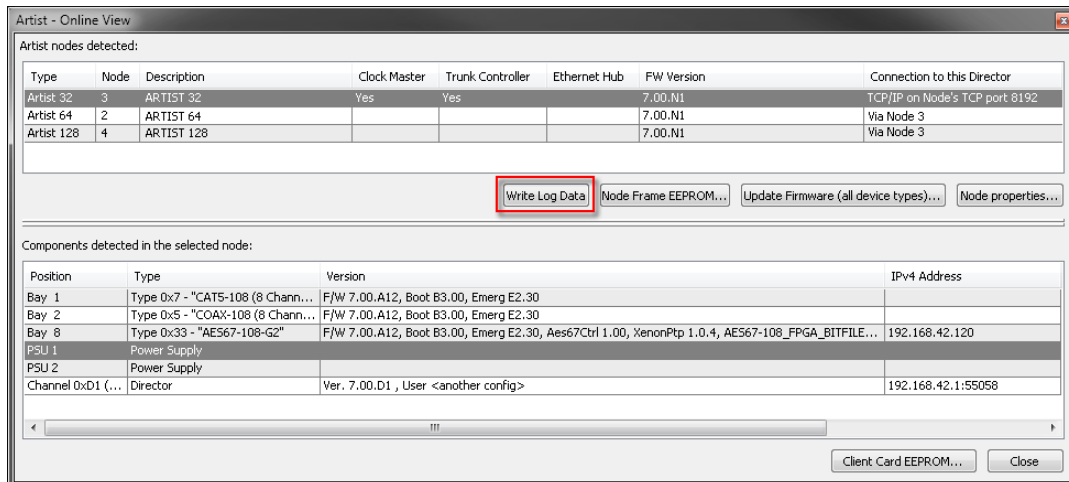 Artist - Online View
Artist nodes detected:
Type Node Description Clock Master Trunk Controller Ethernet Hub FW Version Connection to this Director
Artist 32 3 ARTIST 32 Yes Yes 7.00.N1 TCP/IP on Node's TCP port 8192
Artist 64 2 ARTIST 64 7.00.N1 Via Node 3
Artist 128 4 ARTIST 128 7.00.N1 Via Node 3
Write Log Data Node Frame EEPROM... Update Firmware (all device types)... Node properties...
Components detected in the selected node:
Position Type Version IPv4 Address
Bay 1 Type 0x7 - "CAT5-108 (8 Chann... F/W 7.00.A12, Boot B3.00, Emerg E2.30
Bay 2 Type 0x5 - "COAX-108 (8 Chann... F/W 7.00.A12, Boot B3.00, Emerg E2.30
Bay 8 Type 0x33 - "AES67-108-G2" F/W 7.00.A12, Boot B3.00, Emerg E2.30, Aes67Ctrl 1.00, XenonPtp 1.0.4, AES67-108_FPGA_BITFILE... 192.168.42.120
PSU 1 Power Supply
PSU 2 Power Supply
Channel 0xD1 (... Director Ver. 7.00.D1 , User <another config> 192.168.42.1:55058
Client Card EEPROM... Close